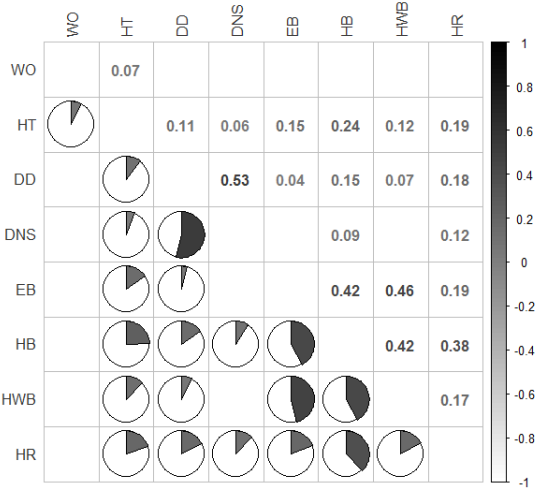 WO HT DD DNS EB HB HWB HR
WO 0.07
HT 0.11 0.06 0.15 0.24 0.12 0.19
DD 0.53 0.04 0.15 0.07 0.18
DNS 0.09 0.12
EB 0.42 0.46 0.19
HB 0.42 0.38
HWB 0.17
HR
1
0.8
0.6
0.4
0.2
0
-0.2
-0.4
-0.6
-0.8
-1